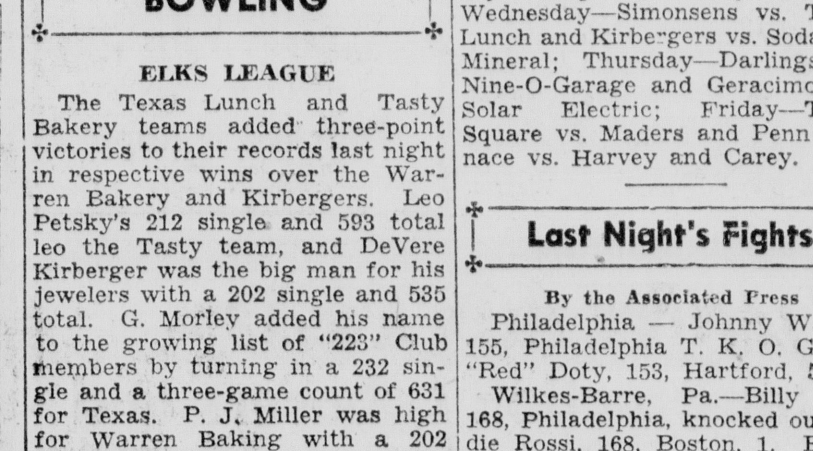 BOWLING
ELKS LEAGUE
The Texas Lunch and Tasty
Bakery teams added three-point
victories to their records last night
in respective wins over the War-
ren Bakery and Kirbergers. Leo
Petsky's 212 single and 593 total
leo the Tasty team, and DeVere
Kirberger was the big man for his
jewelers with a 202 single and 535
total. G. Morley added his name
to the growing list of "223" Club
members by turning in a 232 sin-
gle and a three-game count of 631
for Texas. P. J. Miller was high
for Warren Baking with a 202
Wednesday—Simonsens vs.
Lunch and Kirbergers vs. Soda
Mineral; Thursday—Darlings
Nine-O-Garage and Geracimo
Solar Electric; Friday—T
Square vs. Maders and Penn
nace vs. Harvey and Carey.
Last Night's Fights
By the Associated Press
Philadelphia — Johnny W
155, Philadelphia T. K. O. G
"Red" Doty, 153, Hartford,
Wilkes-Barre, Pa.—Billy
168, Philadelphia, knocked ou
die Rossi, 168, Boston, 1.